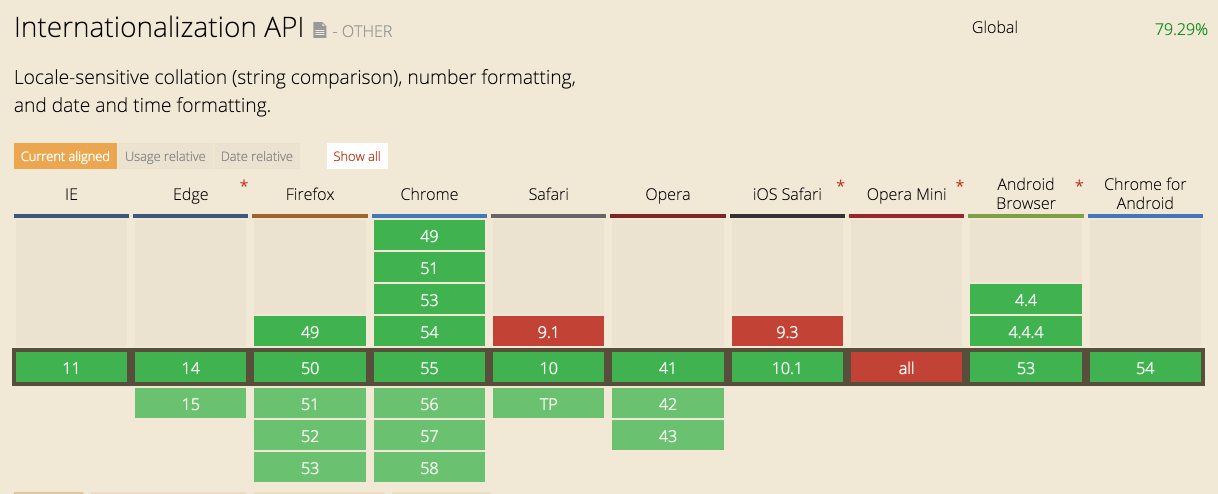 Internationalization API - OTHER
Global 79.29%
Locale-sensitive collation (string comparison), number formatting,
and date and time formatting.
Current aligned Usage relative Date relative Show all
IE Edge * Firefox Chrome Safari Opera iOS Safari * Opera Mini * Android Browser * Chrome for Android
49
51
53 4.4
49 54 9.1 9.3 4.4.4
11 14 50 55 10 41 10.1 all 53 54
15 51 56 TP 42
52 57 43
53 58